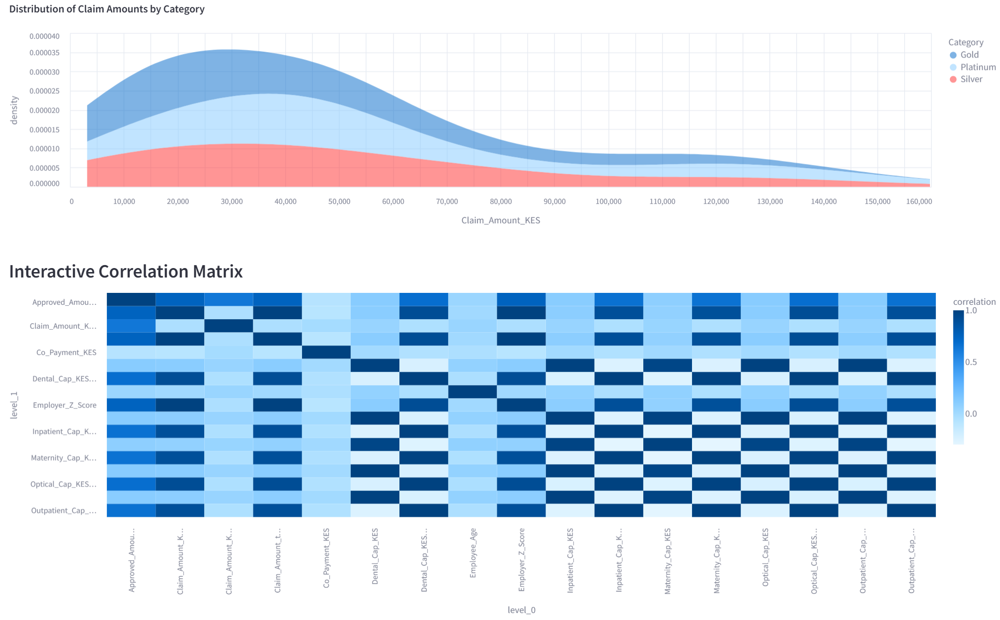 Distribution of Claim Amounts by Category
0.000040
0.000035
0.000030
0.000025
0.000020
0.000015
0.000010
0.000005
0.000000
density
0 10,000 20,000 30,000 40,000 50,000 60,000 70,000 80,000 90,000 100,000 110,000 120,000 130,000 140,000 150,000 160,000
Claim_Amount_KES
Category
Gold
Platinum
Silver
Interactive Correlation Matrix
Approved_Amou…
Claim_Amount_K…
Co_Payment_KES
Dental_Cap_KES…
Employer_Z_Score
Inpatient_Cap_K…
Maternity_Cap_K…
Optical_Cap_KES…
Outpatient_Cap_…
level_1
Approved_Amou…
Claim_Amount_K…
Claim_Amount_K…
Claim_Amount_t…
Co_Payment_KES
Dental_Cap_KES
Dental_Cap_KES…
Employee_Age
Employer_Z_Score
Inpatient_Cap_KES
Inpatient_Cap_K…
Maternity_Cap_KES
Maternity_Cap_K…
Optical_Cap_KES
Optical_Cap_KES…
Outpatient_Cap_…
Outpatient_Cap_…
level_0
correlation
1.0
0.5
0.0